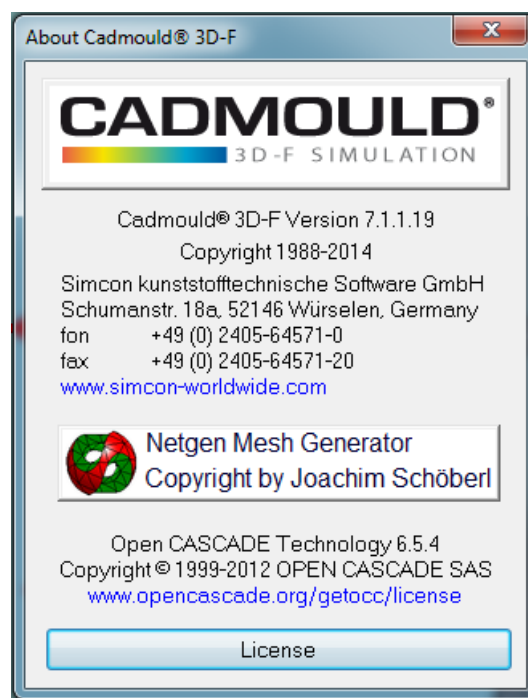 About Cadmould® 3D-F
CADMOULD®
3D-F SIMULATION
Cadmould® 3D-F Version 7.1.1.19
Copyright 1988-2014
Simcon kunststofftechnische Software GmbH
Schumanstr. 18a, 52146 Würselen, Germany
fon +49 (0) 2405-64571-0
fax +49 (0) 2405-64571-20
www.simcon-worldwide.com
Netgen Mesh Generator
Copyright by Joachim Schöberl
Open CASCADE Technology 6.5.4
Copyright © 1999-2012 OPEN CASCADE SAS
www.opencascade.org/getocc/license
License